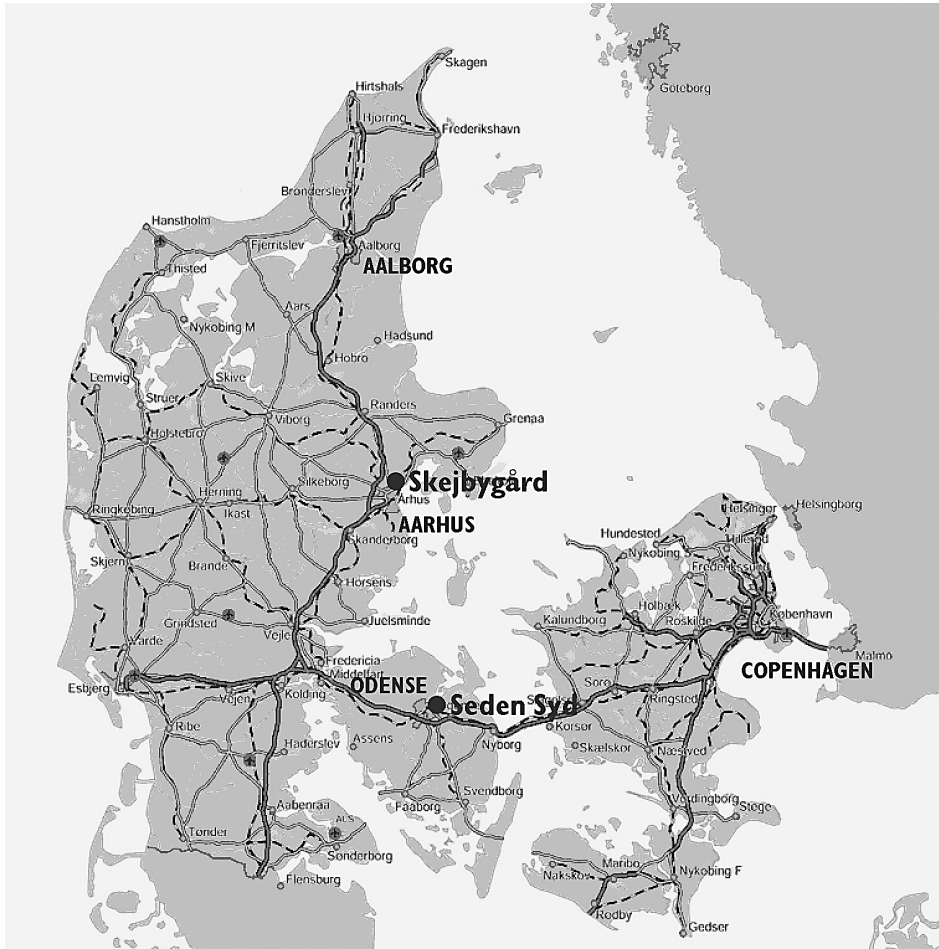 Skagen
Hirtshals
Goteborg
Hjørring
Frederikshavn
Brønderslev
Hanstholm
Fjerritslev
Aalborg
AALBORG
Thisted
Aars
Nykobing M
Hadsund
Hobro
Lemvig
Skive
Struer
Randers
Viborg
Grenaa
Holstebro
Silkeborg
Skejbygård
Herning
Århus
Ringkøbing
Ikast
AARHUS
Helsingør
Helsingborg
Skanderborg
Hundested
Hillerød
Nykobing S
Skjern
Brande
Frederikssund
Horsens
Holbæk
København
Grindsted
Juelsminde
Kalundborg
Roskilde
Varde
Vejle
Malmo
Fredericia
Middelfart
COPENHAGEN
Esbjerg
Kolding
ODENSE
Soro
Vejen
Seden Syd
Ringsted
Ribe
Korsør
Haderslev
Assens
Nyborg
Skælskør
Næstved
Svendborg
Aabenraa
Faaborg
Vordingborg
Stege
ALS
Tønder
Sønderborg
Maribo
Nakskov
Nykobing F
Flensburg
Rodby
Gedser